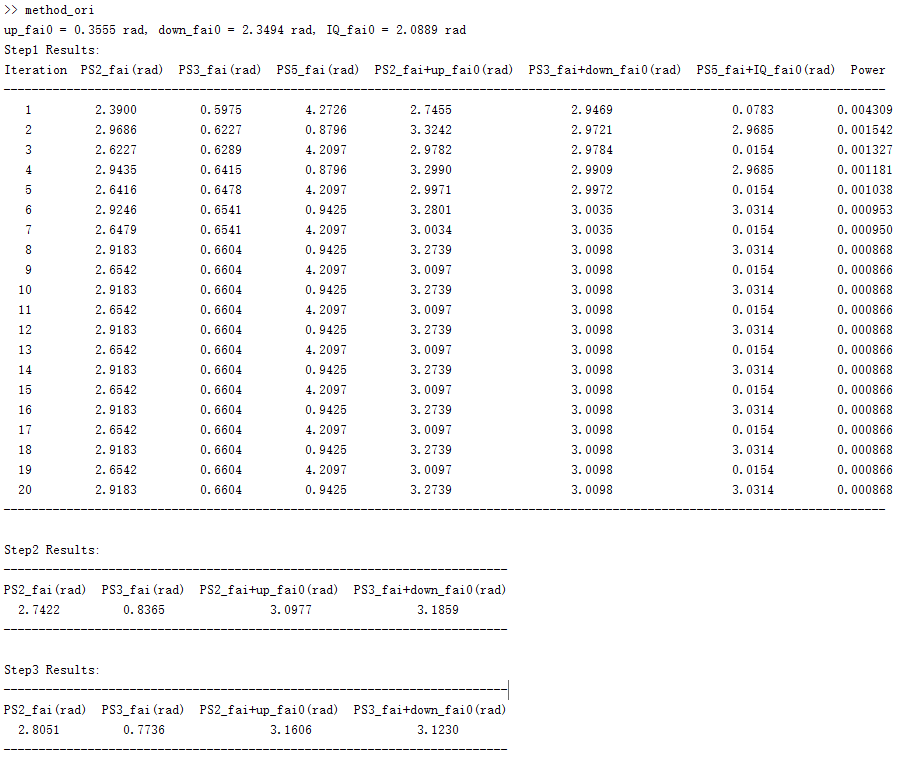 >> method_ori
up_fai0 = 0.3555 rad, down_fai0 = 2.3494 rad, IQ_fai0 = 2.0889 rad
Step1 Results:
Iteration PS2_fai(rad) PS3_fai(rad) PS5_fai(rad) PS2_fai+up_fai0(rad) PS3_fai+down_fai0(rad) PS5_fai+IQ_fai0(rad) Power
1 2.3900 0.5975 4.2726 2.7455 2.9469 0.0783 0.004309
2 2.9686 0.6227 0.8796 3.3242 2.9721 2.9685 0.001542
3 2.6227 0.6289 4.2097 2.9782 2.9784 0.0154 0.001327
4 2.9435 0.6415 0.8796 3.2990 2.9909 2.9685 0.001181
5 2.6416 0.6478 4.2097 2.9971 2.9972 0.0154 0.001038
6 2.9246 0.6541 0.9425 3.2801 3.0035 3.0314 0.000953
7 2.6479 0.6541 4.2097 3.0034 3.0035 0.0154 0.000950
8 2.9183 0.6604 0.9425 3.2739 3.0098 3.0314 0.000868
9 2.6542 0.6604 4.2097 3.0097 3.0098 0.0154 0.000866
10 2.9183 0.6604 0.9425 3.2739 3.0098 3.0314 0.000868
11 2.6542 0.6604 4.2097 3.0097 3.0098 0.0154 0.000866
12 2.9183 0.6604 0.9425 3.2739 3.0098 3.0314 0.000868
13 2.6542 0.6604 4.2097 3.0097 3.0098 0.0154 0.000866
14 2.9183 0.6604 0.9425 3.2739 3.0098 3.0314 0.000868
15 2.6542 0.6604 4.2097 3.0097 3.0098 0.0154 0.000866
16 2.9183 0.6604 0.9425 3.2739 3.0098 3.0314 0.000868
17 2.6542 0.6604 4.2097 3.0097 3.0098 0.0154 0.000866
18 2.9183 0.6604 0.9425 3.2739 3.0098 3.0314 0.000868
19 2.6542 0.6604 4.2097 3.0097 3.0098 0.0154 0.000866
20 2.9183 0.6604 0.9425 3.2739 3.0098 3.0314 0.000868
Step2 Results:
PS2_fai(rad) PS3_fai(rad) PS2_fai+up_fai0(rad) PS3_fai+down_fai0(rad)
2.7422 0.8365 3.0977 3.1859
Step3 Results:
PS2_fai(rad) PS3_fai(rad) PS2_fai+up_fai0(rad) PS3_fai+down_fai0(rad)
2.8051 0.7736 3.1606 3.1230